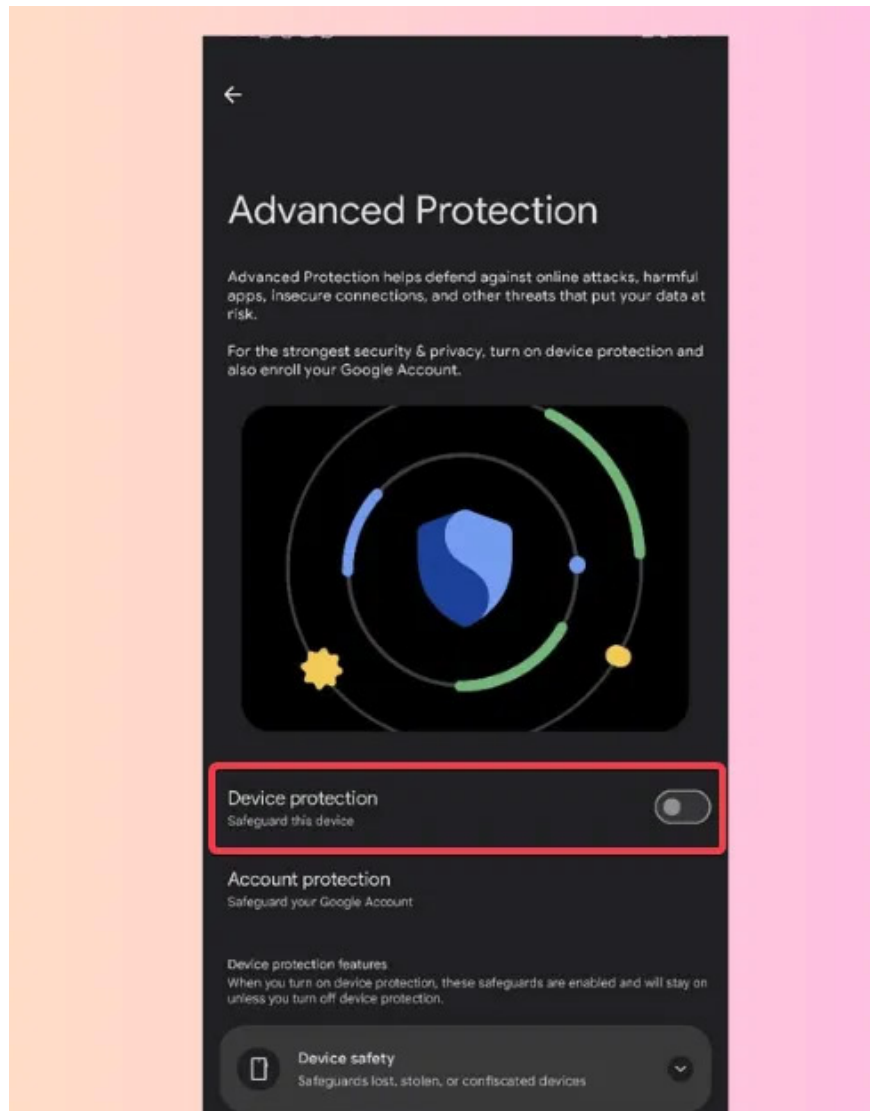 Advanced Protection
Advanced Protection helps defend against online attacks, harmful
apps, insecure connections, and other threats that put your data at
risk.
For the strongest security & privacy, turn on device protection and
also enroll your Google Account.
Device protection
Safeguard this device
Account protection
Safeguard your Google Account
Device protection features
When you turn on device protection, these safeguards are enabled and will stay on
unless you turn off device protection.
Device safety
Safeguards lost, stolen, or confiscated devices